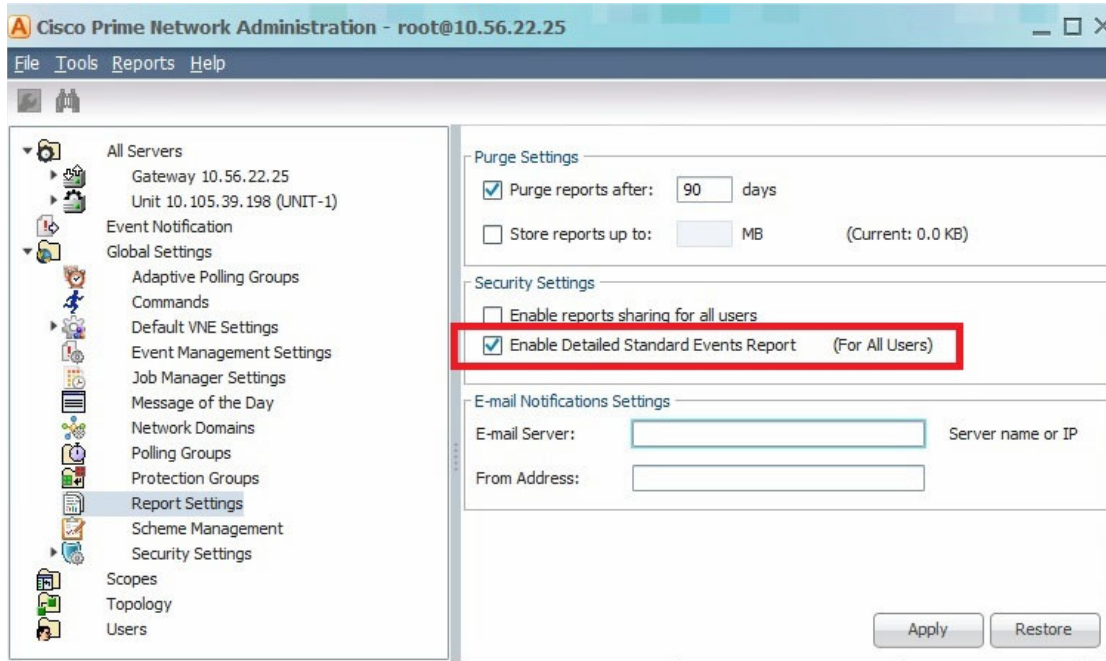 Cisco Prime Network Administration - root@10.56.22.25
File Tools Reports Help
All Servers
Gateway 10.56.22.25
Unit 10.105.39.198 (UNIT-1)
Event Notification
Global Settings
Adaptive Polling Groups
Commands
Default VNE Settings
Event Management Settings
Job Manager Settings
Message of the Day
Network Domains
Polling Groups
Protection Groups
Report Settings
Scheme Management
Security Settings
Scopes
Topology
Users
Purge Settings
Purge reports after: 90 days
Store reports up to: MB (Current: 0.0 KB)
Security Settings
Enable reports sharing for all users
Enable Detailed Standard Events Report (For All Users)
E-mail Notifications Settings
E-mail Server: Server name or IP
From Address:
Apply Restore